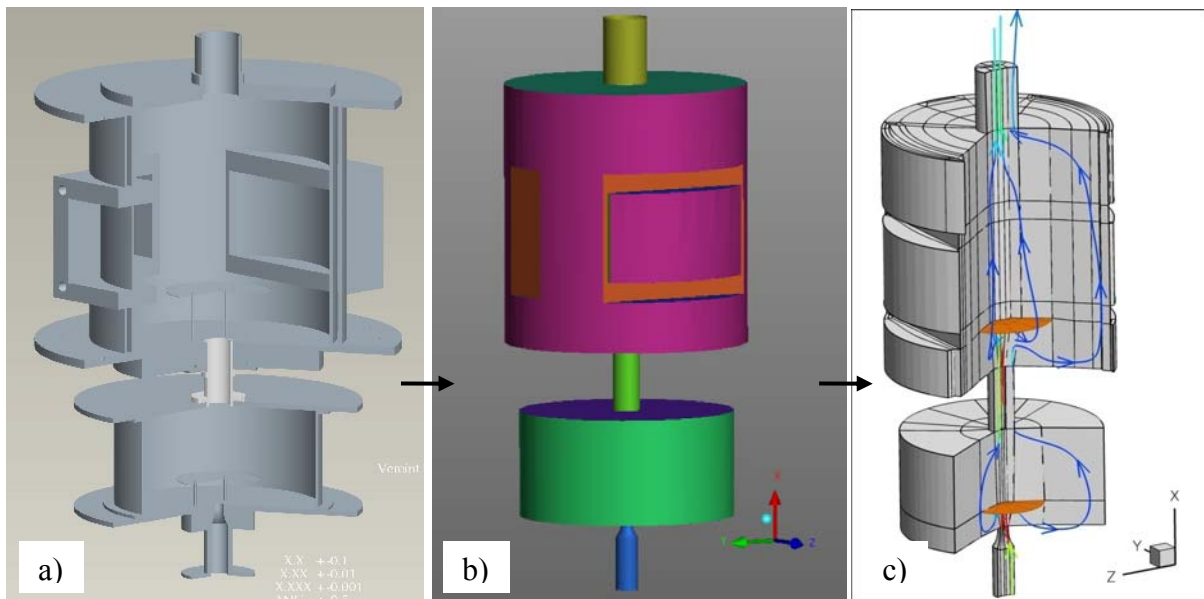 Vemint
X.X +-0.1
X.XX +-0.01
X.XXX +-0.001
a)
X
Y
Z
b)
X
Y
Z
c)